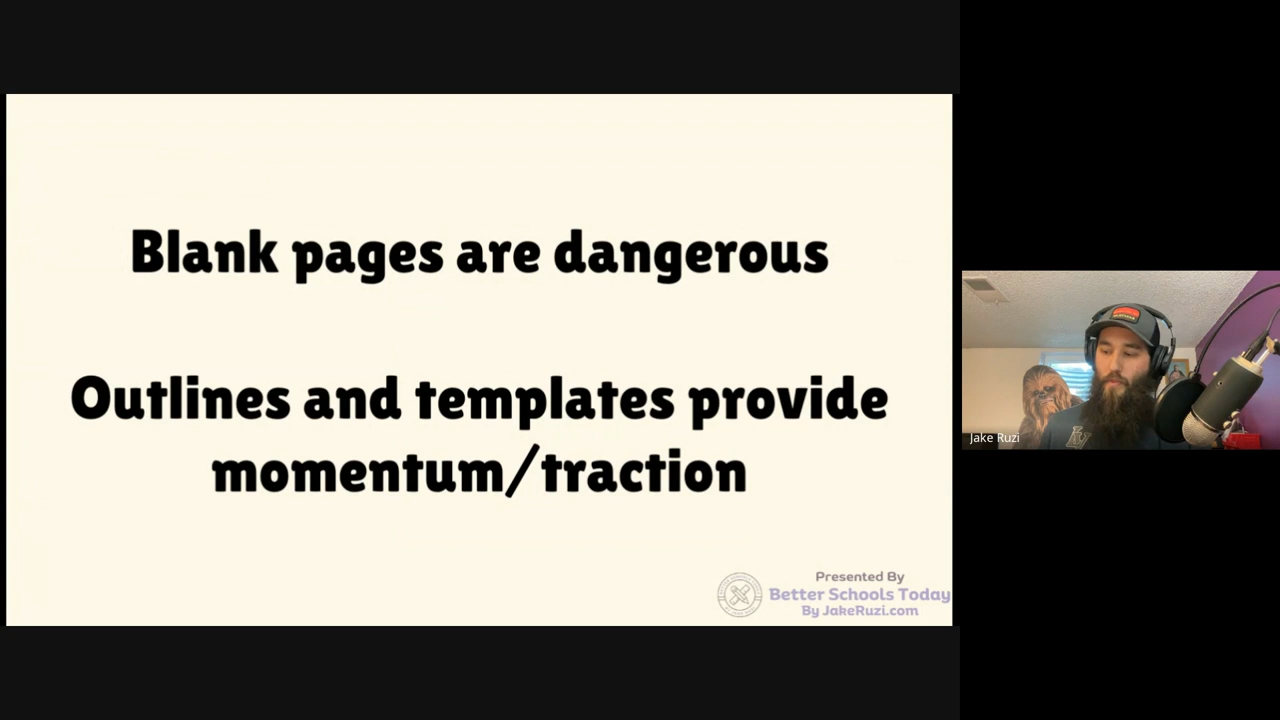 Blank pages are dangerous
Outlines and templates provide
momentum/traction
Presented By
Better Schools Today
By JakeRuzi.com
Jake Ruzi